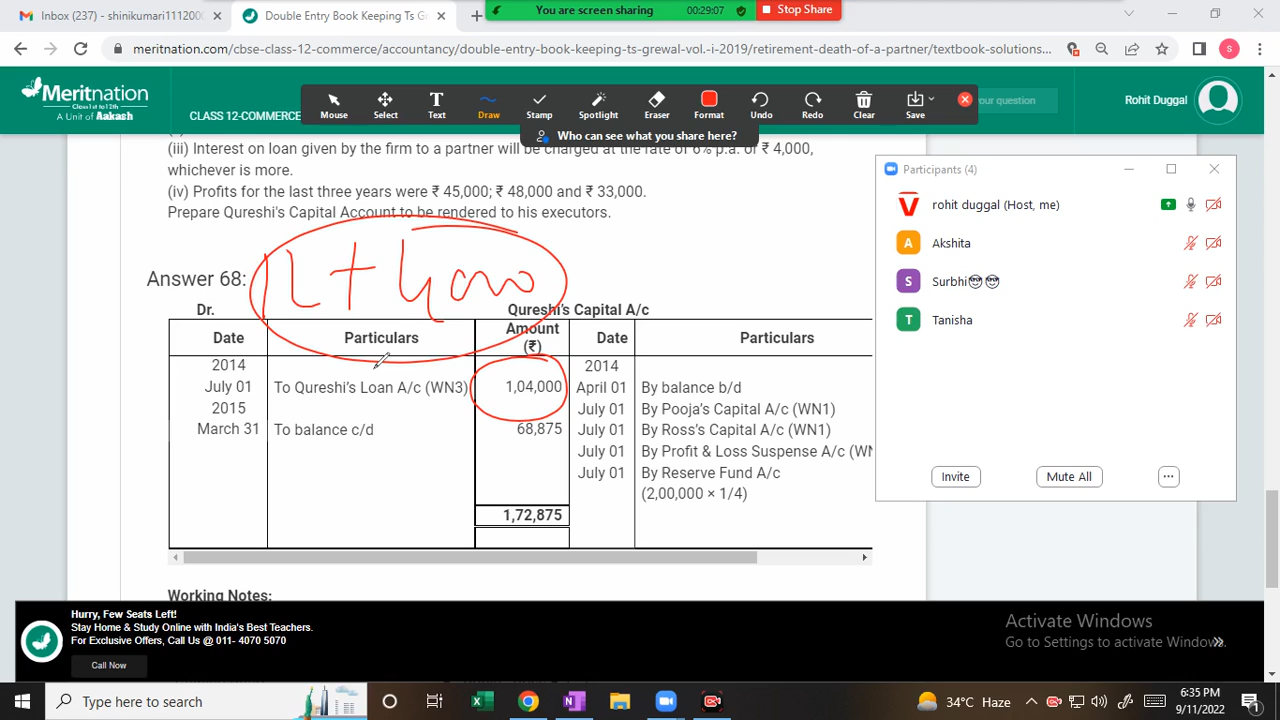 Inbox (237) - shinikumari111200
Double Entry Book Keeping Ts Gre
You are screen sharing
00:29:07
Stop Share
meritnation.com/cbse-class-12-commerce/accountancy/double-entry-book-keeping-ts-grewal-vol.-i-2019/retirement-death-of-a-partner/textbook-solutions...
S
Meritnation
Class 1st to 12th
A Unit of Aakash
CLASS 12-COMMERCE
your question
Rohit Duggal
Mouse
Select
Text
Draw
Stamp
Spotlight
Eraser
Format
Undo
Redo
Clear
Save
Who can see what you share here?
(iii) Interest on loan given by the firm to a partner will be charged at the rate of 6% p.a. or ₹ 4,000,
whichever is more.
(iv) Profits for the last three years were ₹ 45,000; ₹ 48,000 and ₹ 33,000.
Prepare Qureshi's Capital Account to be rendered to his executors.
Participants (4)
rohit duggal (Host, me)
A Akshita
S Surbhi😎😎
T Tanisha
Invite
Mute All
...
1L + 4000
Answer 68:
Dr. Qureshi's Capital A/c
Date Particulars Amount (₹) Date Particulars
2014 2014
July 01 To Qureshi's Loan A/c (WN3) 1,04,000 April 01 By balance b/d
2015 July 01 By Pooja's Capital A/c (WN1)
March 31 To balance c/d 68,875 July 01 By Ross's Capital A/c (WN1)
July 01 By Profit & Loss Suspense A/c (WN
July 01 By Reserve Fund A/c
(2,00,000 × 1/4)
1,72,875
Working Notes:
Hurry, Few Seats Left!
Stay Home & Study Online with India's Best Teachers.
For Exclusive Offers, Call Us @ 011- 4070 5070
Call Now
Activate Windows
Go to Settings to activate Windows.
Type here to search
34°C Haze
6:35 PM
9/11/2022